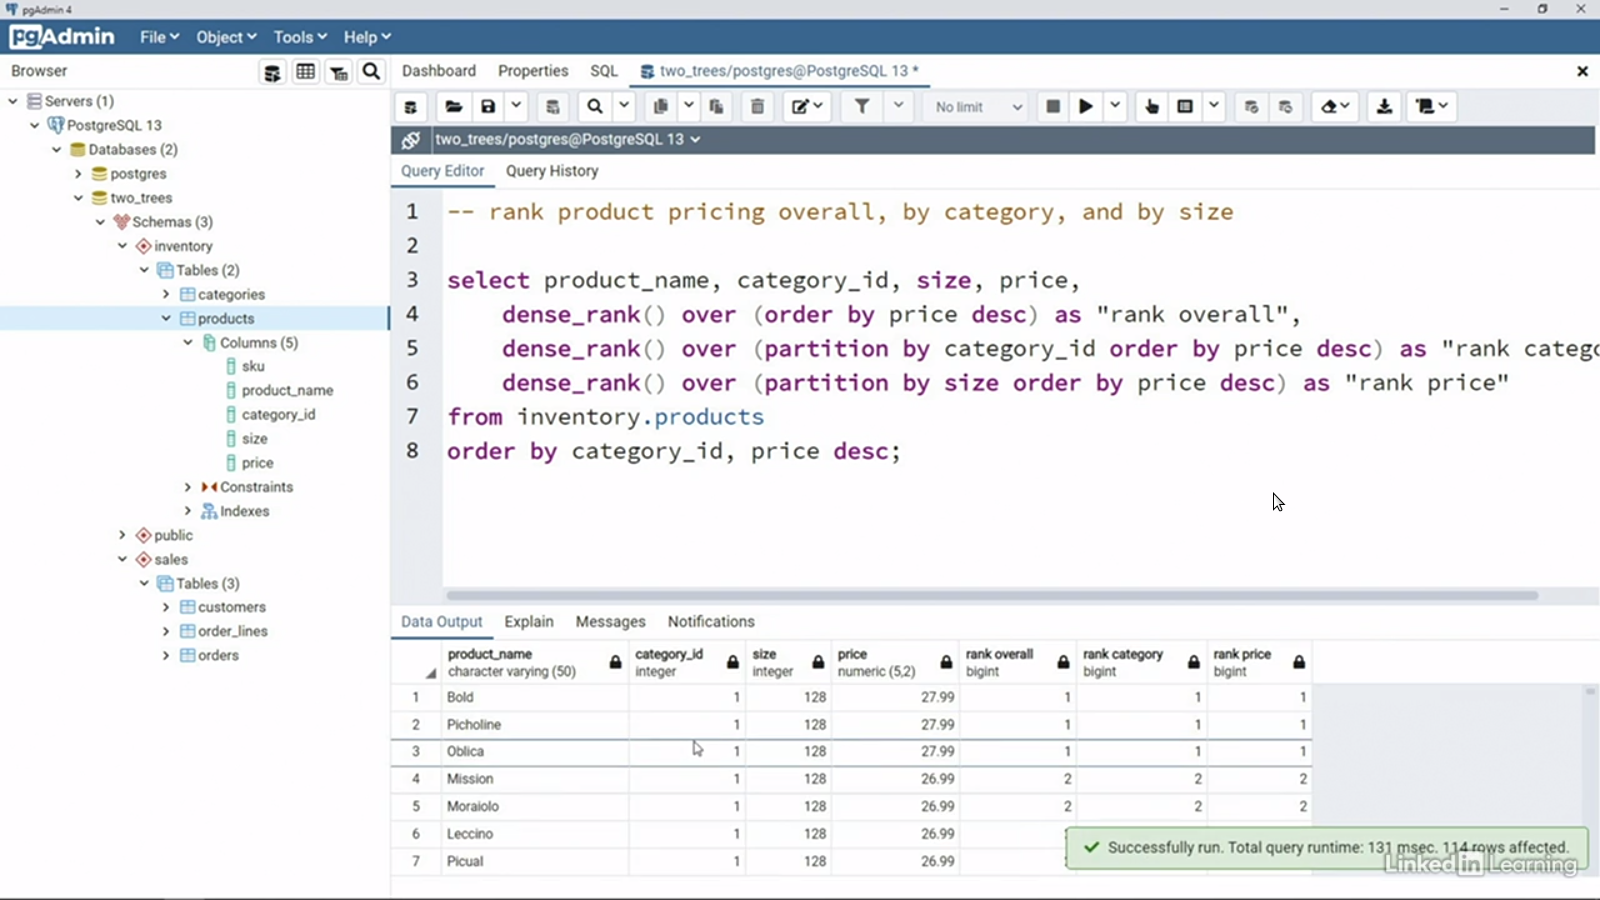 pgAdmin 4
pgAdmin File Object Tools Help
Browser
Dashboard Properties SQL two_trees/postgres@PostgreSQL 13 *
No limit
two_trees/postgres@PostgreSQL 13
Query Editor Query History
Servers (1)
PostgreSQL 13
Databases (2)
postgres
two_trees
Schemas (3)
inventory
Tables (2)
categories
products
Columns (5)
sku
product_name
category_id
size
price
Constraints
Indexes
public
sales
Tables (3)
customers
order_lines
orders
1 -- rank product pricing overall, by category, and by size
2
3 select product_name, category_id, size, price,
4 dense_rank() over (order by price desc) as "rank overall",
5 dense_rank() over (partition by category_id order by price desc) as "rank catego
6 dense_rank() over (partition by size order by price desc) as "rank price"
7 from inventory.products
8 order by category_id, price desc;
Data Output Explain Messages Notifications
product_name category_id size price rank overall rank category rank price
character varying (50) integer integer numeric (5,2) bigint bigint bigint
1 Bold 1 128 27.99 1 1 1
2 Picholine 1 128 27.99 1 1 1
3 Oblica 1 128 27.99 1 1 1
4 Mission 1 128 26.99 2 2 2
5 Moraiolo 1 128 26.99 2 2 2
6 Leccino 1 128 26.99
7 Picual 1 128 26.99
Successfully run. Total query runtime: 131 msec. 114 rows affected.
LinkedIn Learning